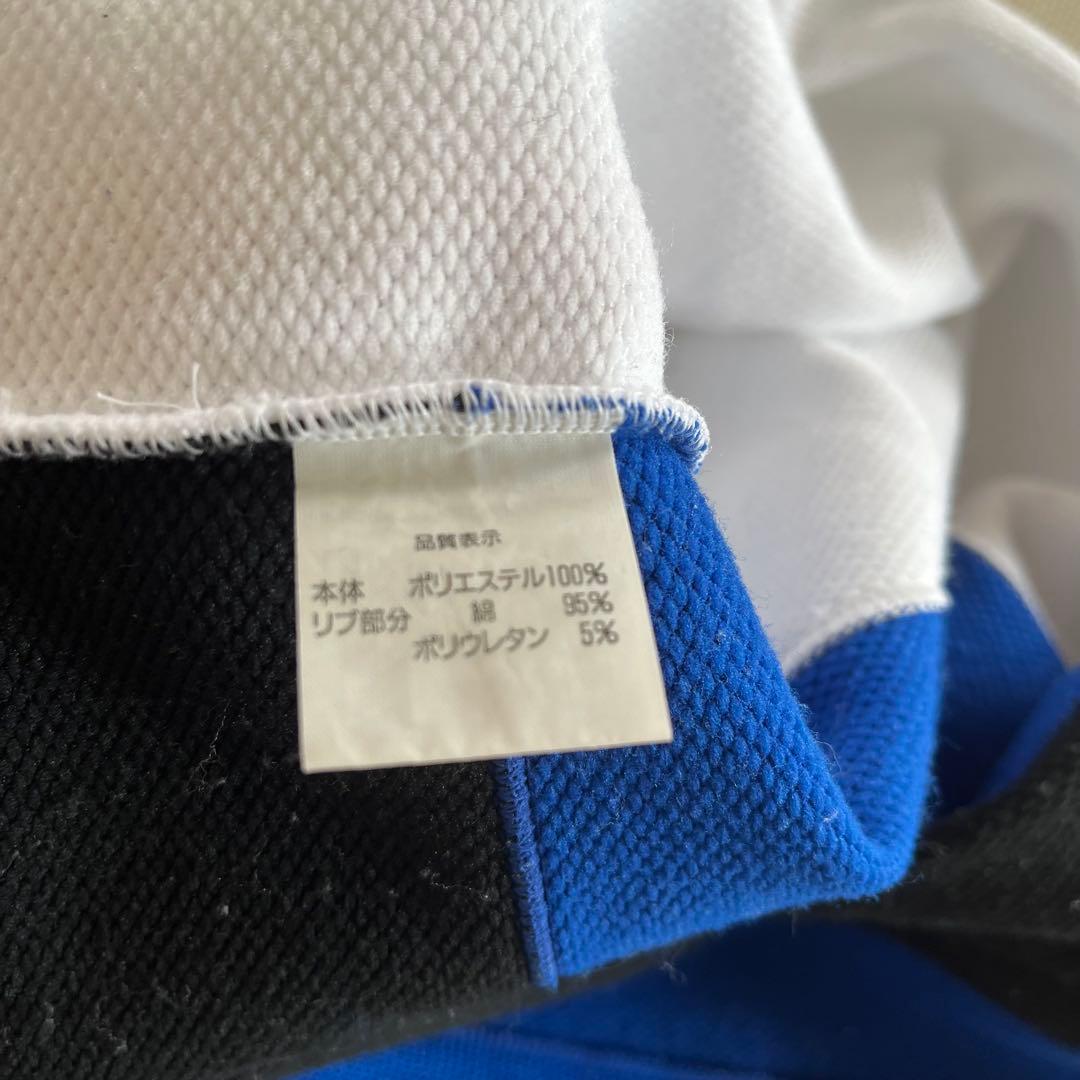 品質表示
本体 ポリエステル100%
リブ部分 綿 95%
ポリウレタン 5%